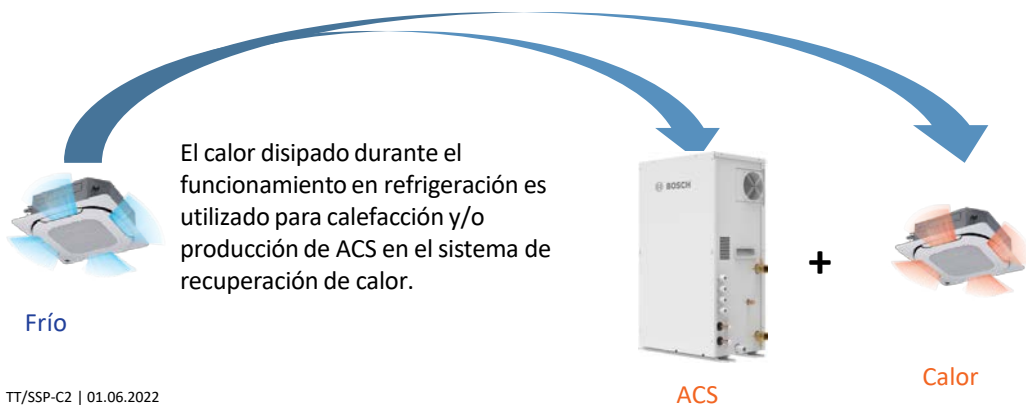 El calor disipado durante el
funcionamiento en refrigeración es
utilizado para calefacción y/o
producción de ACS en el sistema de
recuperación de calor.
BOSCH
+
Frío
Calor
ACS
TT/SSP-C2 | 01.06.2022